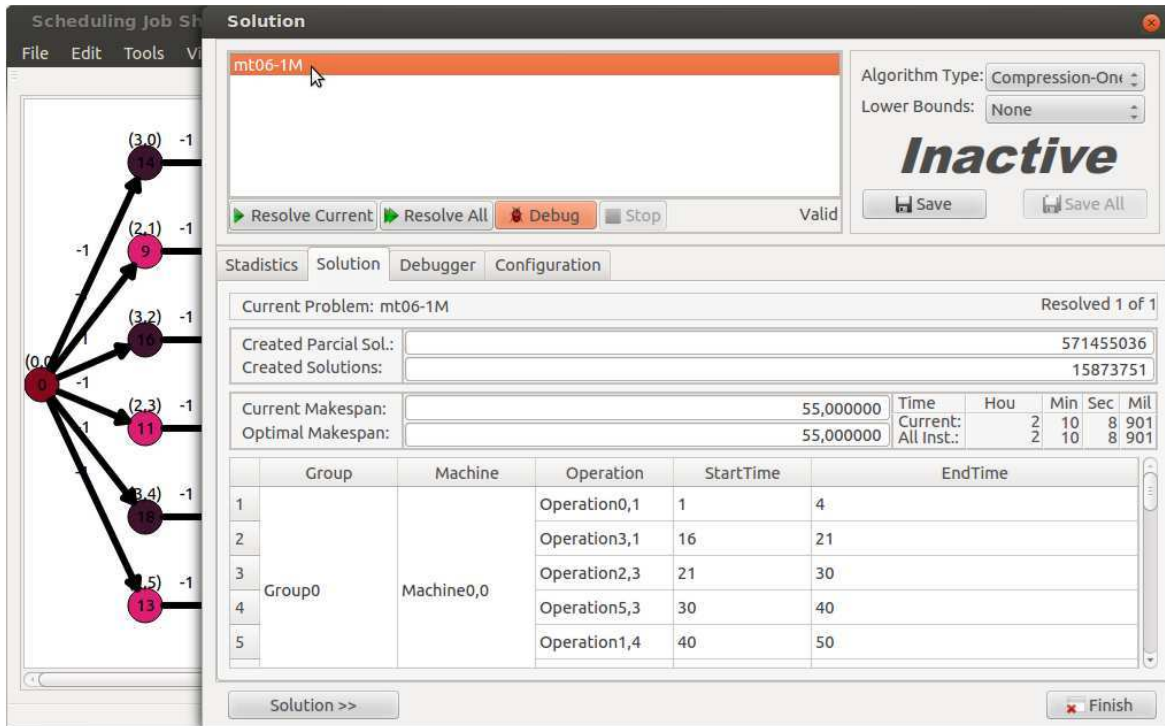 Scheduling Job Sh
Solution
File Edit Tools Vi
mt06-1M
Algorithm Type: Compression-One
Lower Bounds: None
Inactive
Resolve Current Resolve All Debug Stop Valid
Save Save All
Stadistics Solution Debugger Configuration
Current Problem: mt06-1M Resolved 1 of 1
Created Parcial Sol.: 571455036
Created Solutions: 15873751
Current Makespan: 55,000000
Optimal Makespan: 55,000000
Time Hou Min Sec Mil
Current: 2 10 8 901
All Inst.: 2 10 8 901
Group Machine Operation StartTime EndTime
1 Operation0,1 1 4
2 Operation3,1 16 21
3 Operation2,3 21 30
Group0 Machine0,0
4 Operation5,3 30 40
5 Operation1,4 40 50
Solution >> Finish
(3,0) -1
14
(2,1) -1
9
-1
(3,2) -1
16
(0,0
0
-1
(2,3) -1
11
(3,4) -1
18
,5) -1
13